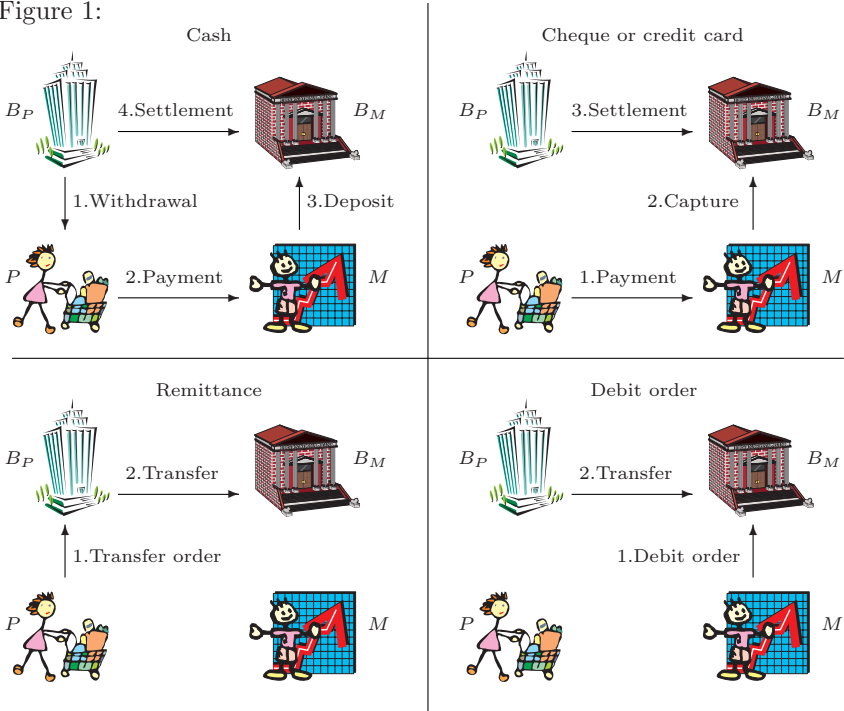 Figure 1:
Cash
B_P
4.Settlement
B_M
1.Withdrawal
3.Deposit
P
2.Payment
M
Cheque or credit card
B_P
3.Settlement
B_M
2.Capture
P
1.Payment
M
Remittance
B_P
2.Transfer
B_M
1.Transfer order
P
M
Debit order
B_P
2.Transfer
B_M
1.Debit order
P
M